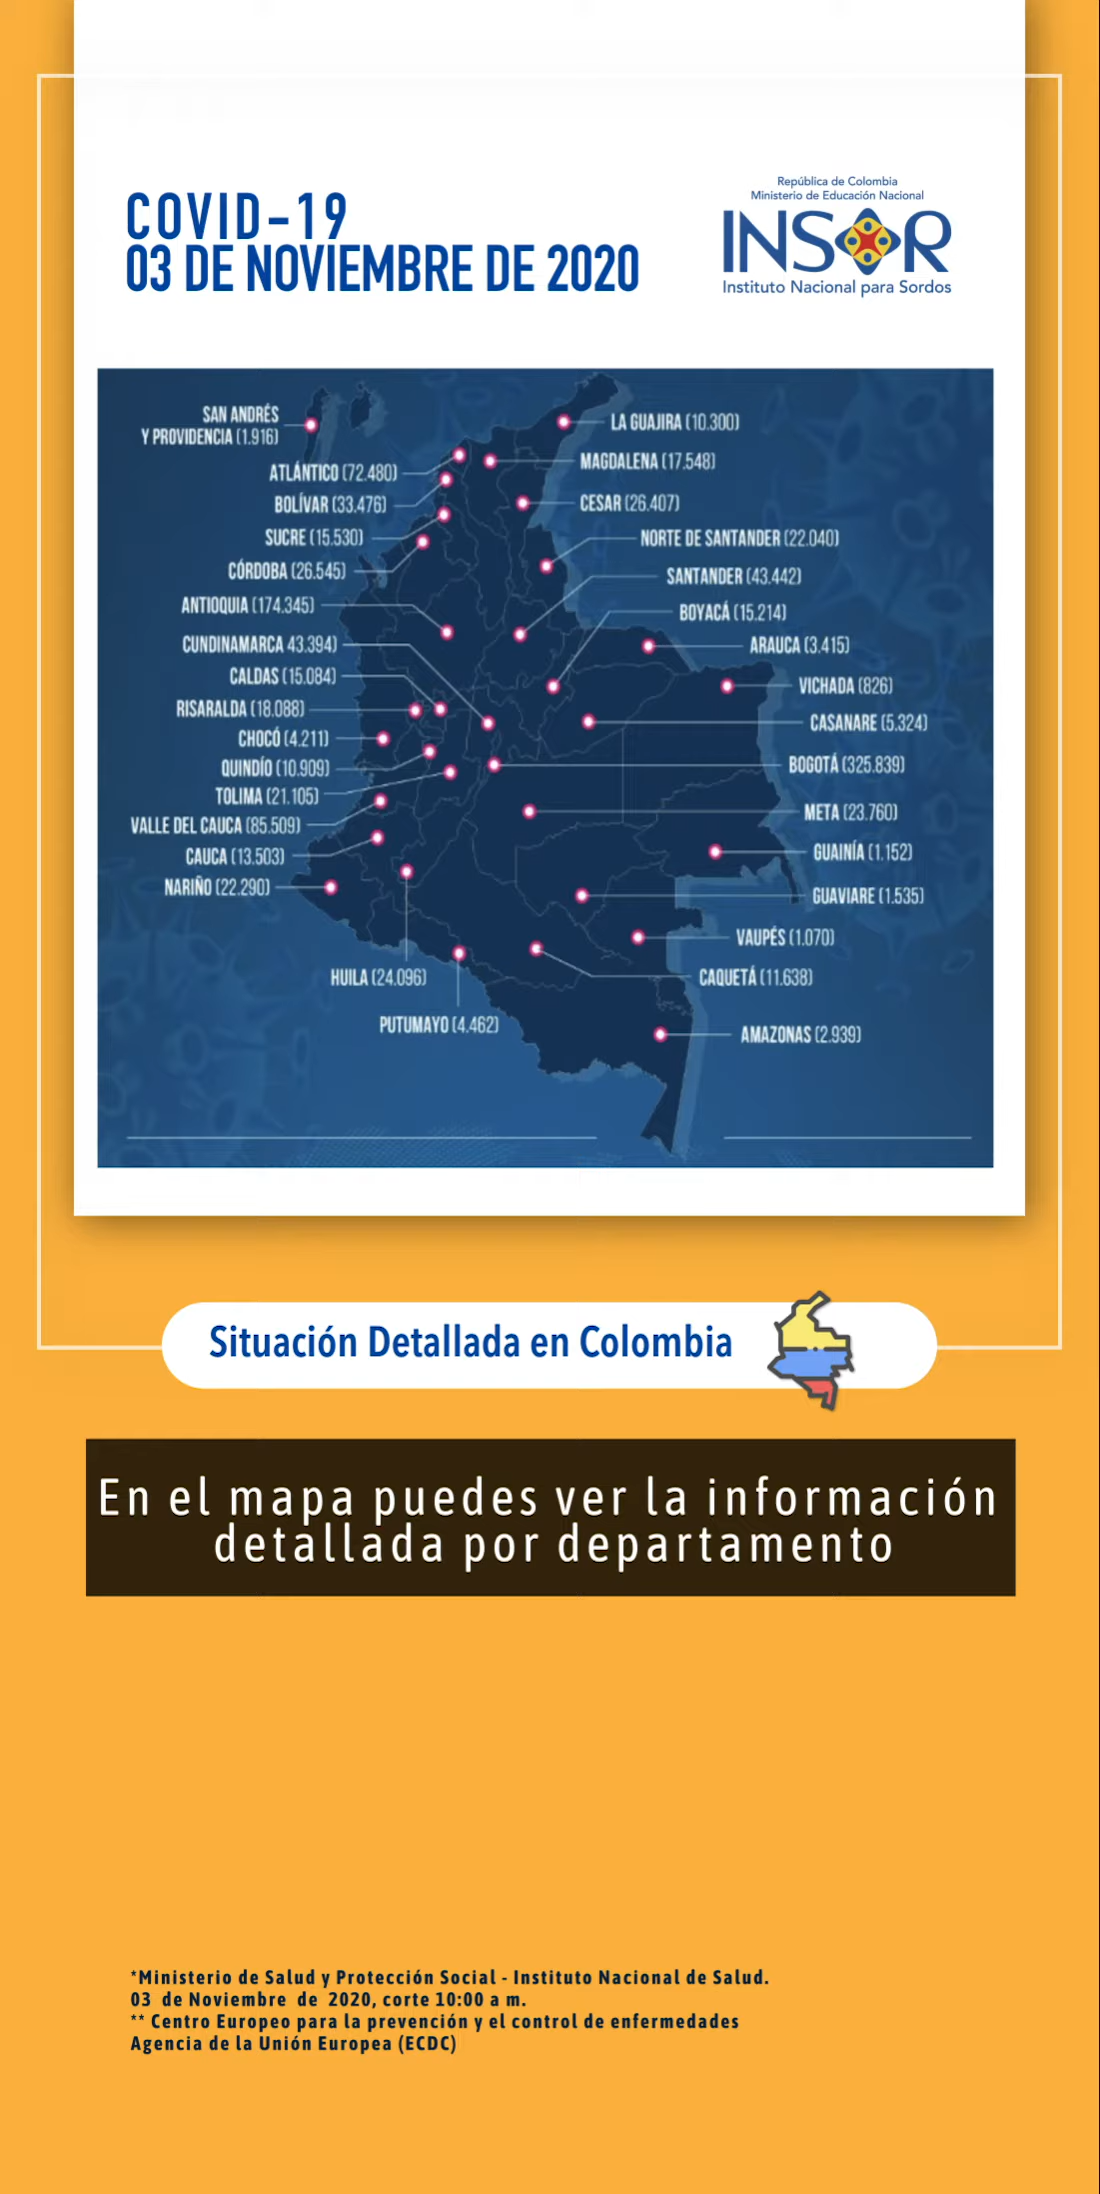 COVID-19
03 DE NOVIEMBRE DE 2020
República de Colombia
Ministerio de Educación Nacional
INSOR
Instituto Nacional para Sordos
SAN ANDRÉS
Y PROVIDENCIA (1.916)
ATLÁNTICO (72.480)
BOLÍVAR (33.476)
SUCRE (15.530)
CÓRDOBA (26.545)
ANTIOQUIA (174.345)
CUNDINAMARCA 43.394)
CALDAS (15.084)
RISARALDA (18.088)
CHOCÓ (4.211)
QUINDÍO (10.909)
TOLIMA (21.105)
VALLE DEL CAUCA (85.509)
CAUCA (13.503)
NARIÑO (22.290)
HUILA (24.096)
PUTUMAYO (4.462)
LA GUAJIRA (10.300)
MAGDALENA (17.548)
CESAR (26.407)
NORTE DE SANTANDER (22.040)
SANTANDER (43.442)
BOYACÁ (15.214)
ARAUCA (3.415)
VICHADA (826)
CASANARE (5.324)
BOGOTÁ (325.839)
META (23.760)
GUAINÍA (1.152)
GUAVIARE (1.535)
VAUPÉS (1.070)
CAQUETÁ (11.638)
AMAZONAS (2.939)
Situación Detallada en Colombia
En el mapa puedes ver la información
detallada por departamento
*Ministerio de Salud y Protección Social - Instituto Nacional de Salud.
03 de Noviembre de 2020, corte 10:00 a m.
** Centro Europeo para la prevención y el control de enfermedades
Agencia de la Unión Europea (ECDC)